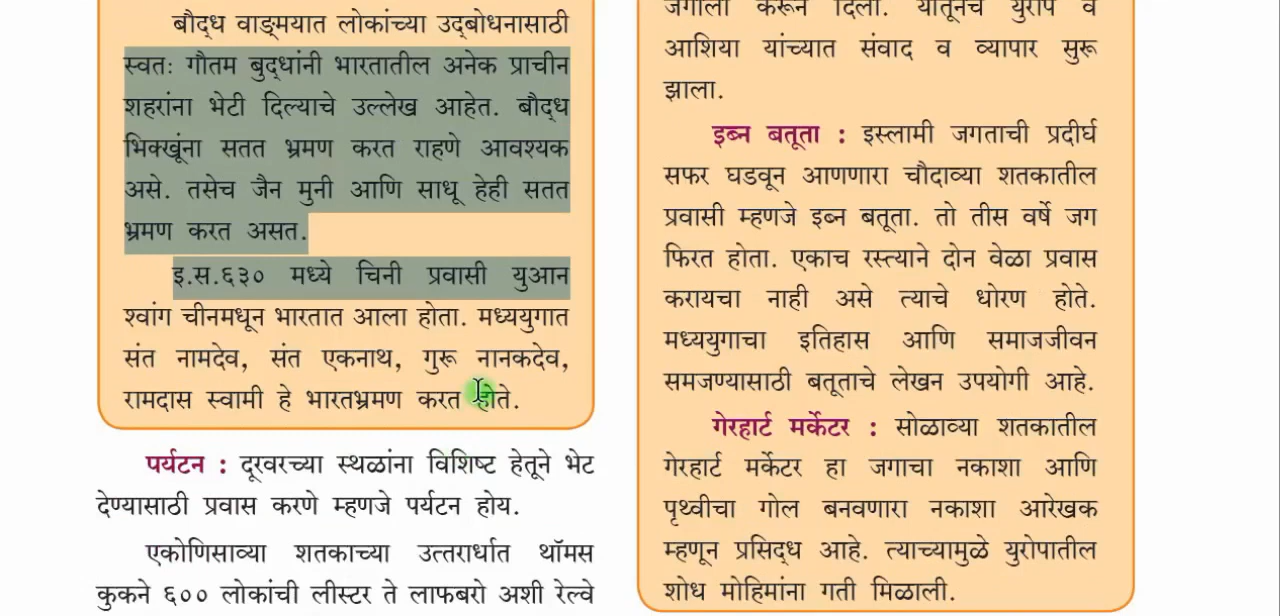 बौद्ध वाङ्मयात लोकांच्या उद्बोधनासाठी
स्वतः गौतम बुद्धांनी भारतातील अनेक प्राचीन
शहरांना भेटी दिल्याचे उल्लेख आहेत. बौद्ध
भिक्खूंना सतत भ्रमण करत राहणे आवश्यक
असे. तसेच जैन मुनी आणि साधू हेही सतत
भ्रमण करत असत.
इ.स.६३० मध्ये चिनी प्रवासी युआन
श्वांग चीनमधून भारतात आला होता. मध्ययुगात
संत नामदेव, संत एकनाथ, गुरू नानकदेव,
रामदास स्वामी हे भारतभ्रमण करत होते.
पर्यटन : दूरवरच्या स्थळांना विशिष्ट हेतूने भेट
देण्यासाठी प्रवास करणे म्हणजे पर्यटन होय.
एकोणिसाव्या शतकाच्या उत्तरार्धात थॉमस
कुकने ६०० लोकांची लीस्टर ते लाफबरो अशी रेल्वे
जगाला करून दिला. यातूनच युरोप व
आशिया यांच्यात संवाद व व्यापार सुरू
झाला.
इब्न बतूता : इस्लामी जगताची प्रदीर्घ
सफर घडवून आणणारा चौदाव्या शतकातील
प्रवासी म्हणजे इब्न बतूता. तो तीस वर्षे जग
फिरत होता. एकाच रस्त्याने दोन वेळा प्रवास
करायचा नाही असे त्याचे धोरण होते.
मध्ययुगाचा इतिहास आणि समाजजीवन
समजण्यासाठी बतूताचे लेखन उपयोगी आहे.
गेरहार्ट मर्केटर : सोळाव्या शतकातील
गेरहार्ट मर्केटर हा जगाचा नकाशा आणि
पृथ्वीचा गोल बनवणारा नकाशा आरेखक
म्हणून प्रसिद्ध आहे. त्याच्यामुळे युरोपातील
शोध मोहिमांना गती मिळाली.